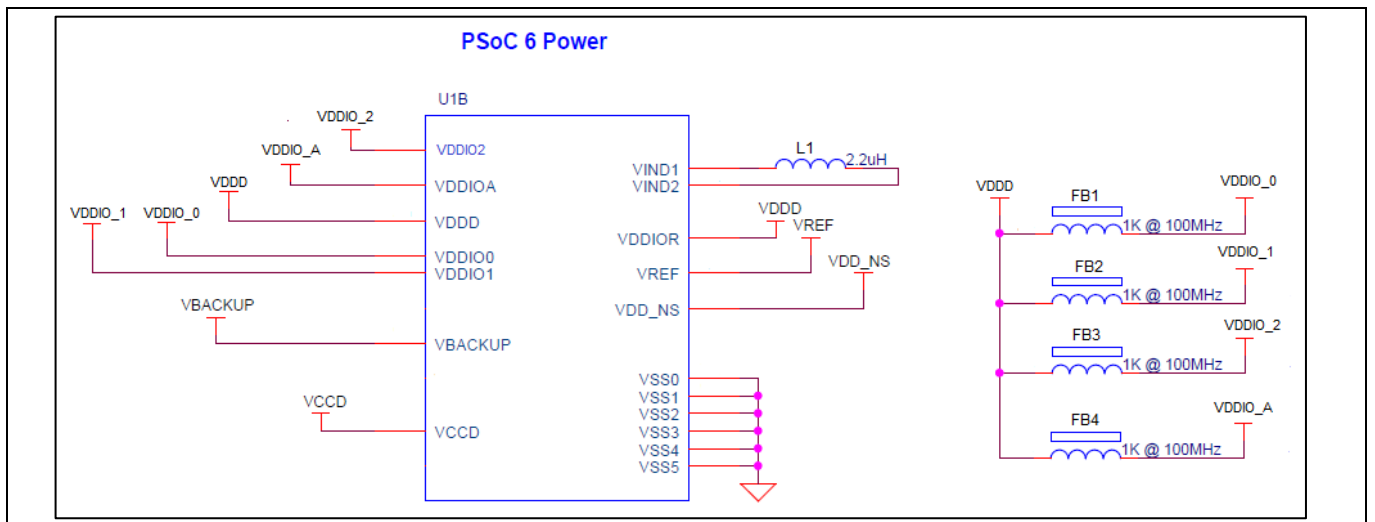 PSoC 6 Power
U1B
VDDIO_2
VDDIO2
VDDIO_A
VDDIOA
VDDD
VDDD
VDDIO_1
VDDIO_0
VDDIO0
VDDIO1
VBACKUP
VBACKUP
VCCD
VCCD
L1
2.2uH
VIND1
VIND2
VDDD
VDDIOR
VREF
VREF
VDD_NS
VDD_NS
VSS0
VSS1
VSS2
VSS3
VSS4
VSS5
VDDD
FB1
VDDIO_0
1K @ 100MHz
FB2
VDDIO_1
1K @ 100MHz
FB3
VDDIO_2
1K @ 100MHz
FB4
VDDIO_A
1K @ 100MHz